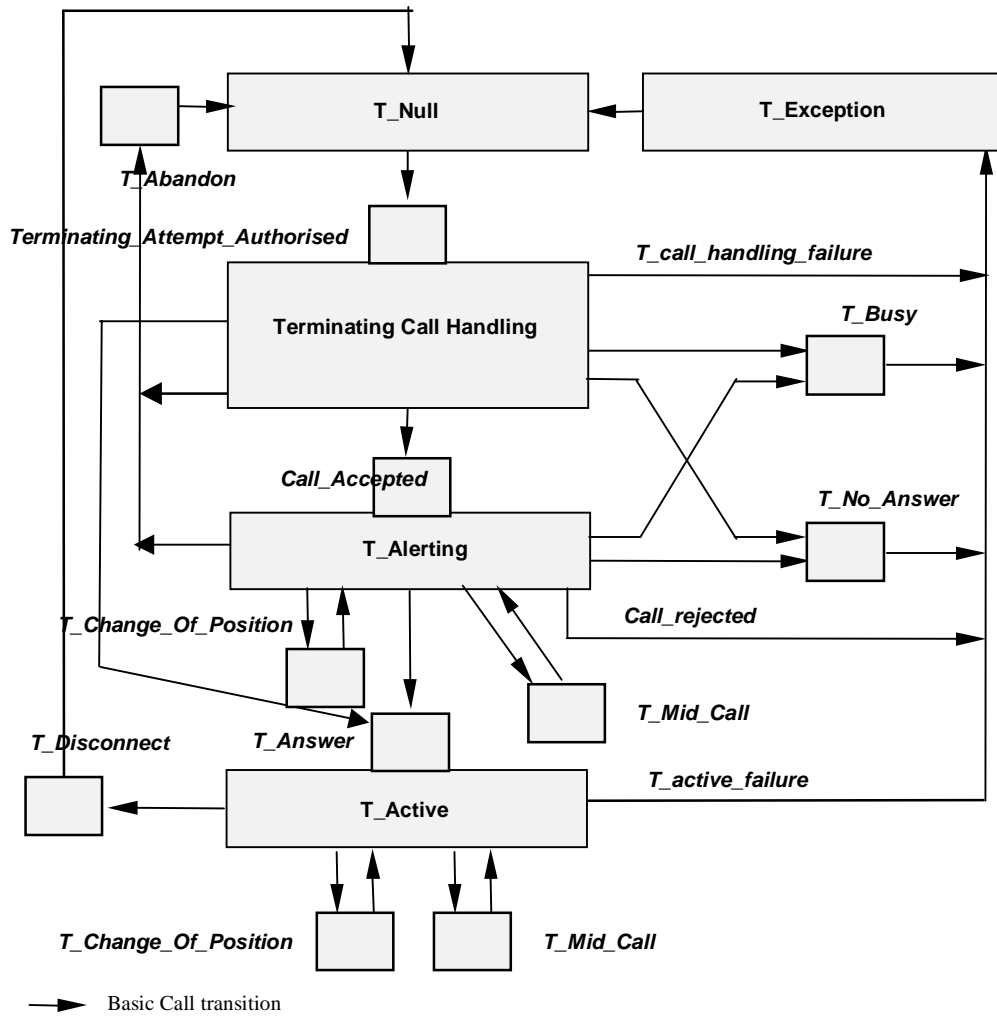 T_Null
T_Exception
T_Abandon
Terminating_Attempt_Authorised
T_call_handling_failure
Terminating Call Handling
T_Busy
Call_Accepted
T_No_Answer
T_Alerting
T_Change_Of_Position
Call_rejected
T_Mid_Call
T_Disconnect
T_Answer
T_active_failure
T_Active
T_Change_Of_Position
T_Mid_Call
Basic Call transition